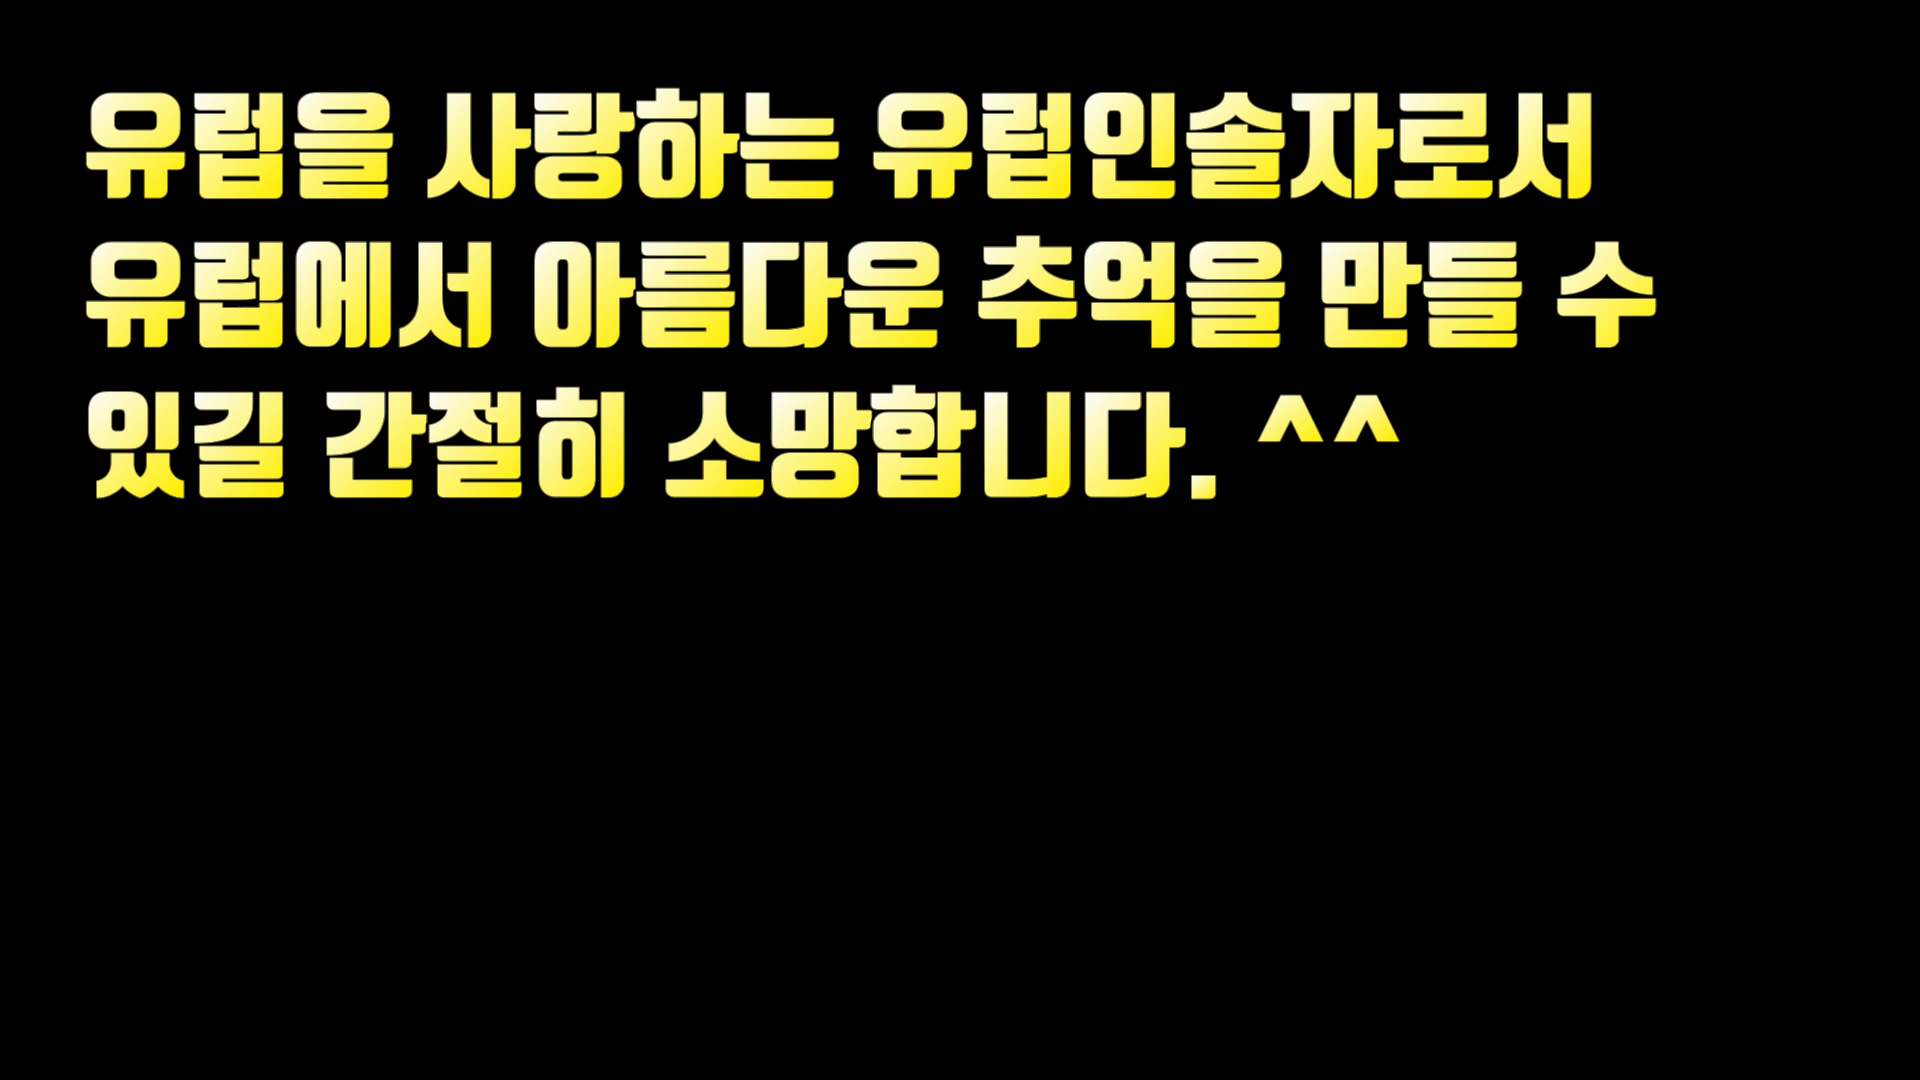 유럽을 사랑하는 유럽인솔자로서
유럽에서 아름다운 추억을 만들 수
있길 간절히 소망합니다. ^^